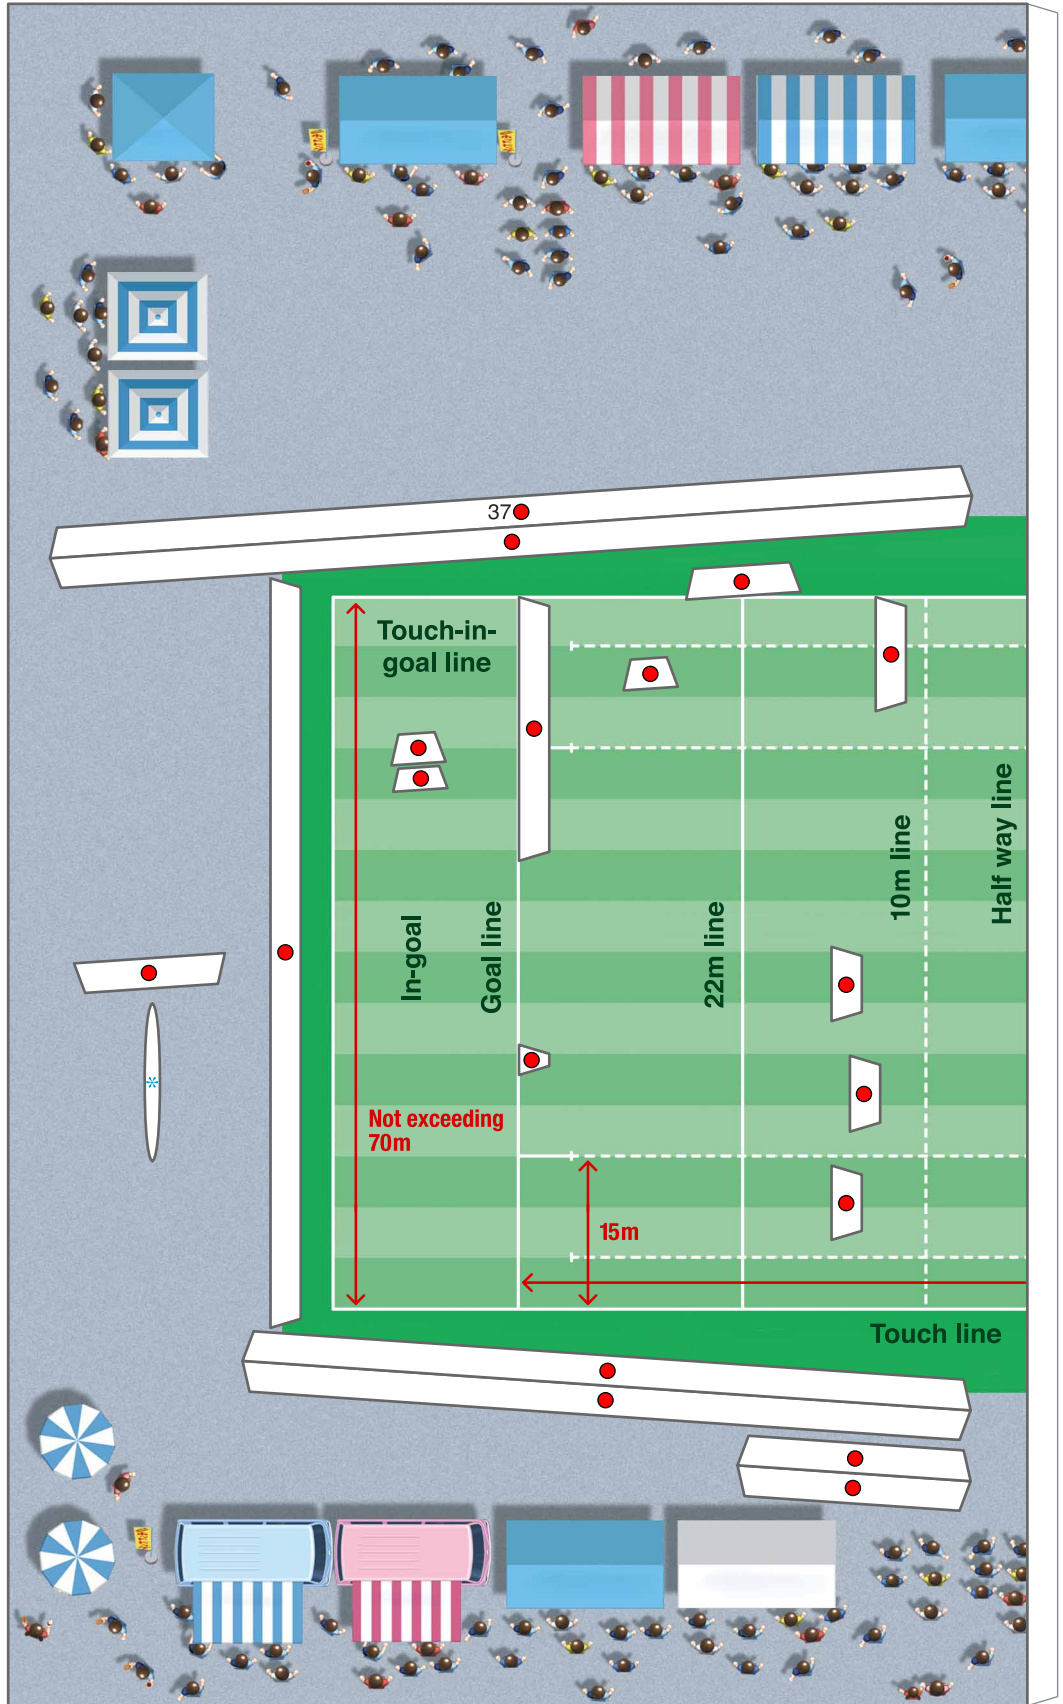 37
Touch-in-
goal line
In-goal
Goal line
22m line
10m line
Half way line
Not exceeding
70m
15m
Touch line